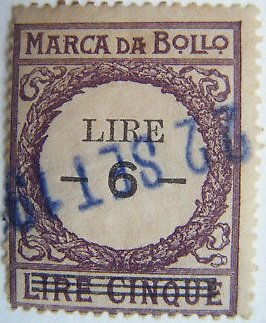 MARCA DA BOLLO
LIRE
- 6 -
LIRE CINQUE